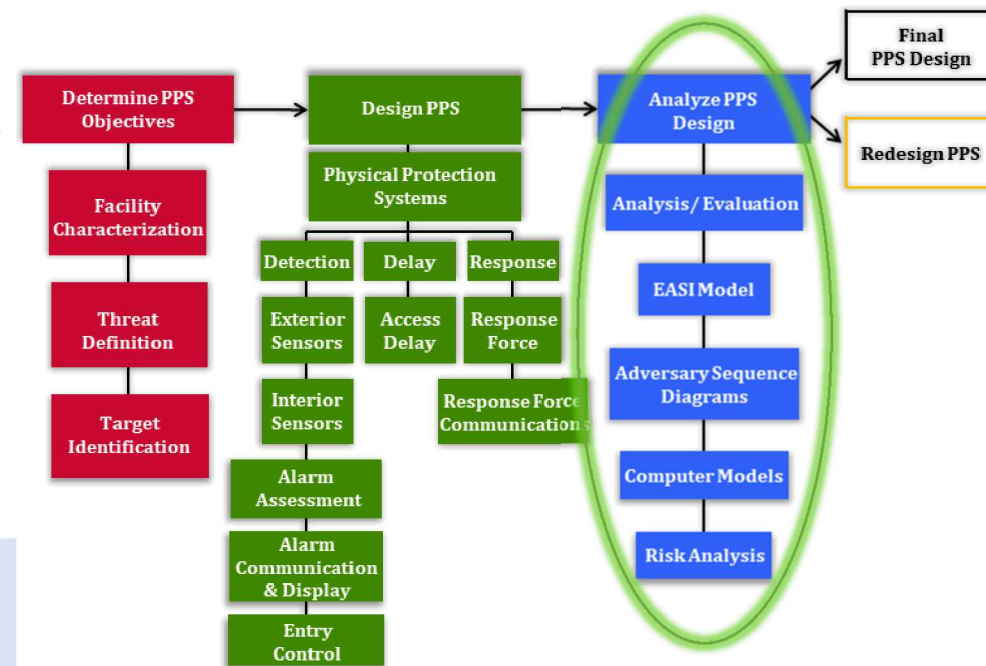 Determine PPS
Objectives
Facility
Characterization
Threat
Definition
Target
Identification
Design PPS
Physical Protection
Systems
Detection
Exterior
Sensors
Interior
Sensors
Alarm
Assessment
Alarm
Communication
& Display
Entry
Control
Delay
Access
Delay
Response
Response
Force
Response Force
Communications
Analyze PPS
Design
Analysis/Evaluation
EASI Model
Adversary Sequence
Diagrams
Computer Models
Risk Analysis
Final
PPS Design
Redesign PPS